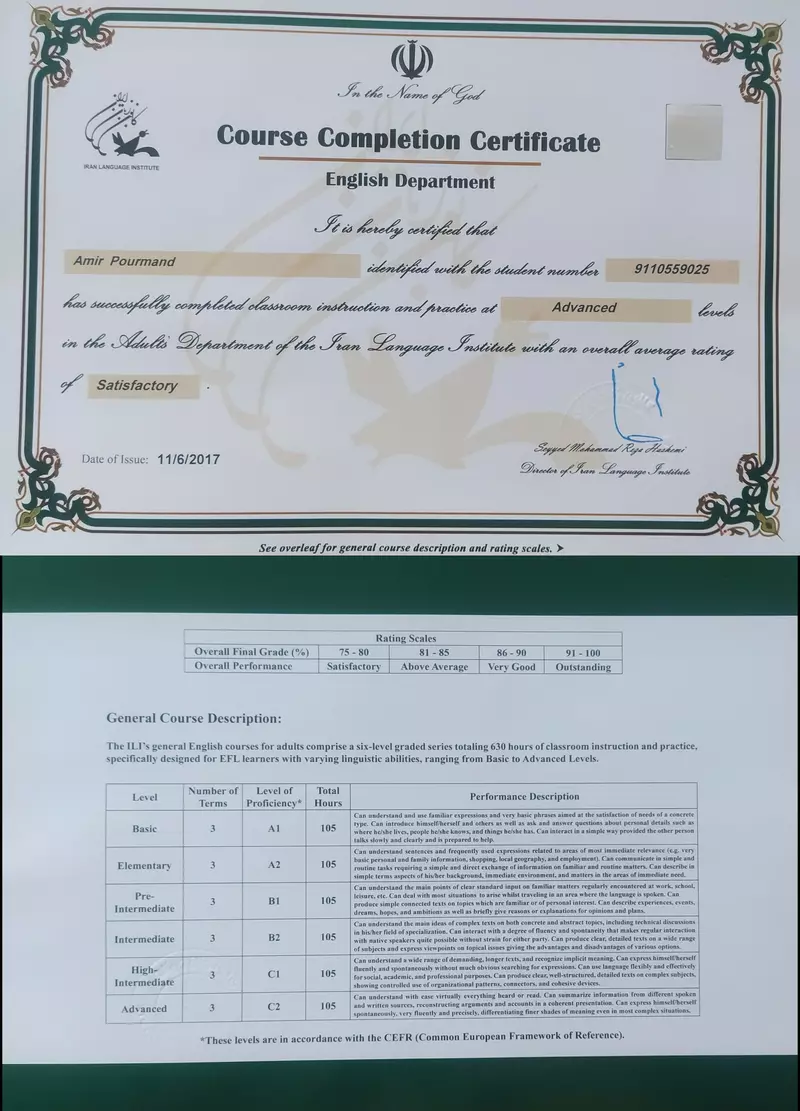 In the Name of God
IRAN LANGUAGE INSTITUTE
Course Completion Certificate
English Department
It is hereby certified that
Amir Pourmand identified with the student number 9110559025
has successfully completed classroom instruction and practice at Advanced levels
in the Adults' Department of the Iran Language Institute with an overall average rating
of Satisfactory .
Date of Issue: 11/6/2017
Seyyed Mohammad Reza Hashemi
Director of Iran Language Institute
See overleaf for general course description and rating scales. ➤
Rating Scales
Overall Final Grade (%) 75 - 80 81 - 85 86 - 90 91 - 100
Overall Performance Satisfactory Above Average Very Good Outstanding
General Course Description:
The ILI's general English courses for adults comprise a six-level graded series totaling 630 hours of classroom instruction and practice,
specifically designed for EFL learners with varying linguistic abilities, ranging from Basic to Advanced Levels.
Level Number of Terms Level of Proficiency* Total Hours Performance Description
Basic 3 A1 105
Can understand and use familiar expressions and very basic phrases aimed at the satisfaction of needs of a concrete
type. Can introduce himself/herself and others as well as ask and answer questions about personal details such as
where he/she lives, people he/she knows, and things he/she has. Can interact in a simple way provided the other person
talks slowly and clearly and is prepared to help.
Elementary 3 A2 105
Can understand sentences and frequently used expressions related to areas of most immediate relevance (e.g. very
basic personal and family information, shopping, local geography, and employment). Can communicate in simple and
routine tasks requiring a simple and direct exchange of information on familiar and routine matters. Can describe in
simple terms aspects of his/her background, immediate environment, and matters in the areas of immediate need.
Pre-Intermediate 3 B1 105
Can understand the main points of clear standard input on familiar matters regularly encountered at work, school,
leisure, etc. Can deal with most situations to arise whilst traveling in an area where the language is spoken. Can
produce simple connected texts on topics which are familiar or of personal interest. Can describe experiences, events,
dreams, hopes, and ambitions as well as briefly give reasons or explanations for opinions and plans.
Intermediate 3 B2 105
Can understand the main ideas of complex texts on both concrete and abstract topics, including technical discussions
in his/her field of specialization. Can interact with a degree of fluency and spontaneity that makes regular interaction
with native speakers quite possible without strain for either party. Can produce clear, detailed texts on a wide range
of subjects and express viewpoints on topical issues giving the advantages and disadvantages of various options.
High-Intermediate 3 C1 105
Can understand a wide range of demanding, longer texts, and recognize implicit meaning. Can express himself/herself
fluently and spontaneously without much obvious searching for expressions. Can use language flexibly and effectively
for social, academic, and professional purposes. Can produce clear, well-structured, detailed texts on complex subjects,
showing controlled use of organizational patterns, connectors, and cohesive devices.
Advanced 3 C2 105
Can understand with ease virtually everything heard or read. Can summarize information from different spoken
and written sources, reconstructing arguments and accounts in a coherent presentation. Can express himself/herself
spontaneously, very fluently and precisely, differentiating finer shades of meaning even in most complex situations.
*These levels are in accordance with the CEFR (Common European Framework of Reference).